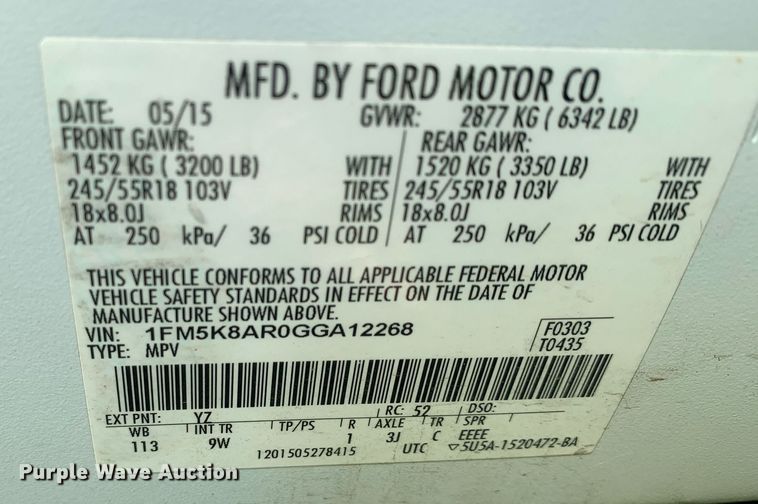 MFD. BY FORD MOTOR CO.
DATE: 05/15 GVWR: 2877 KG ( 6342 LB)
FRONT GAWR: REAR GAWR:
1452 KG ( 3200 LB) WITH 1520 KG ( 3350 LB) WITH
245/55R18 103V TIRES 245/55R18 103V TIRES
18x8.0J RIMS 18x8.0J RIMS
AT 250 kPa/ 36 PSI COLD AT 250 kPa/ 36 PSI COLD
THIS VEHICLE CONFORMS TO ALL APPLICABLE FEDERAL MOTOR
VEHICLE SAFETY STANDARDS IN EFFECT ON THE DATE OF
MANUFACTURE SHOWN ABOVE.
VIN: 1FM5K8AR0GGA12268 F0303
TYPE: MPV T0435
EXT PNT: YZ RC: 52 DSO:
WB INT TR TP/PS R AXLE TR SPR
113 9W 1 3J C EEEE
1201505278415 UTC ▽5U5A-1520472-BA
Purple Wave Auction